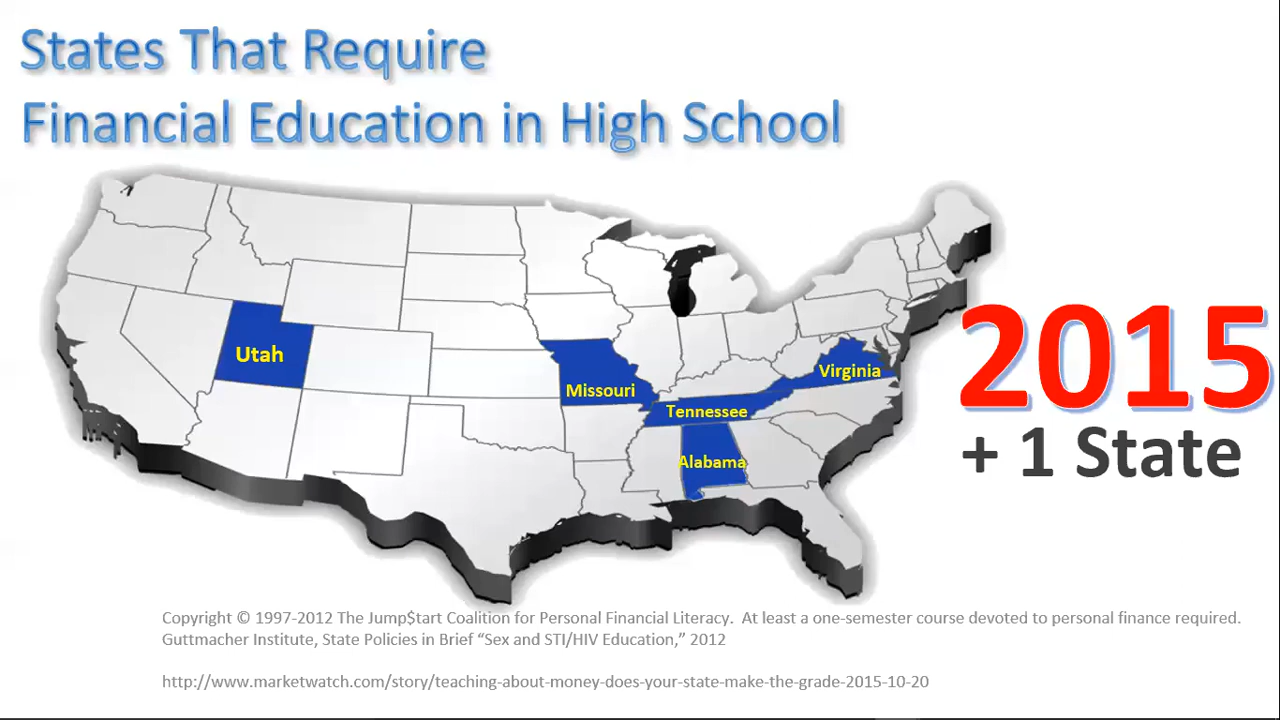 States That Require
Financial Education in High School
Utah
Missouri
Virginia
Tennessee
Alabama
2015
+ 1 State
Copyright © 1997-2012 The Jump$tart Coalition for Personal Financial Literacy.  At least a one-semester course devoted to personal finance required.
Guttmacher Institute, State Policies in Brief “Sex and STI/HIV Education,” 2012
http://www.marketwatch.com/story/teaching-about-money-does-your-state-make-the-grade-2015-10-20